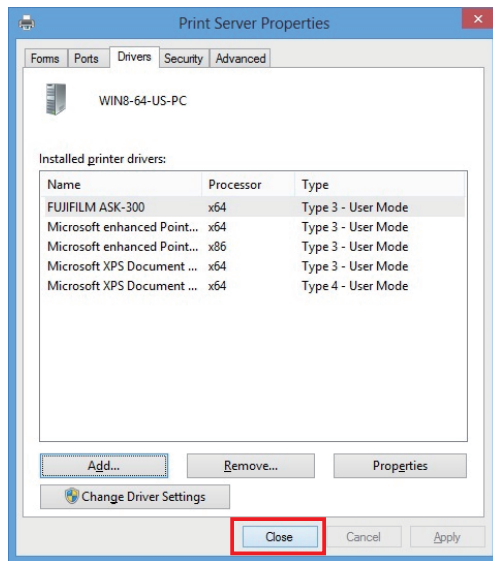 Print Server Properties
Forms Ports Drivers Security Advanced
WIN8-64-US-PC
Installed printer drivers:
Name Processor Type
FUJIFILM ASK-300 x64 Type 3 - User Mode
Microsoft enhanced Point... x64 Type 3 - User Mode
Microsoft enhanced Point... x86 Type 3 - User Mode
Microsoft XPS Document ... x64 Type 3 - User Mode
Microsoft XPS Document ... x64 Type 4 - User Mode
Add... Remove... Properties
Change Driver Settings
Close Cancel Apply